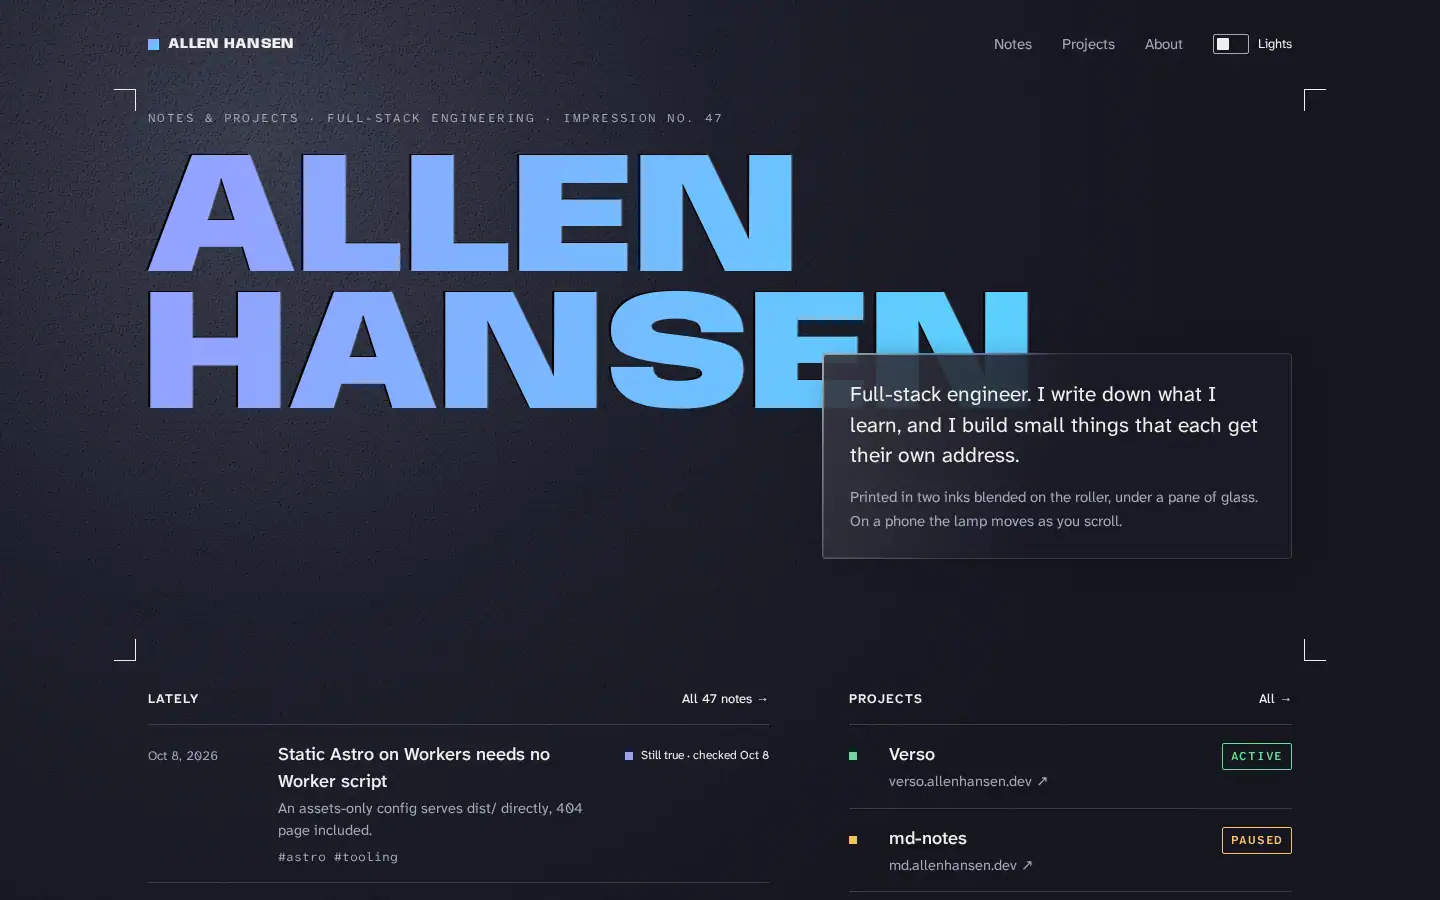 ALLEN HANSEN
Notes
Projects
About
Lights
NOTES & PROJECTS · FULL-STACK ENGINEERING · IMPRESSION NO. 47
ALLEN
HANSEN
Full-stack engineer. I write down what I
learn, and I build small things that each get
their own address.
Printed in two inks blended on the roller, under a pane of glass.
On a phone the lamp moves as you scroll.
LATELY
All 47 notes →
Oct 8, 2026
Static Astro on Workers needs no
Worker script
Still true · checked Oct 8
An assets-only config serves dist/ directly, 404
page included.
#astro #tooling
PROJECTS
All →
Verso
ACTIVE
verso.allenhansen.dev ↗
md-notes
PAUSED
md.allenhansen.dev ↗